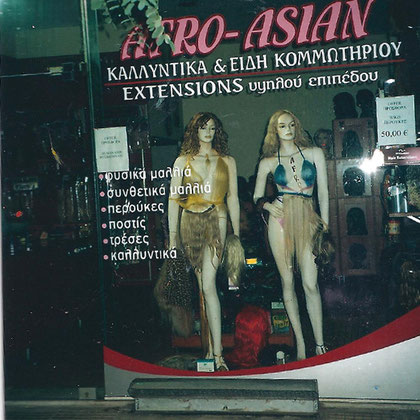 AFRO-ASIAN
ΚΑΛΛΥΝΤΙΚΑ & ΕΙΔΗ ΚΟΜΜΩΤΗΡΙΟΥ
EXTENSIONS υψηλού επιπέδου
φυσικά μαλλιά
συνθετικά μαλλιά
περούκες
ποστίς
τρέσες
καλλυντικά
50,00 €